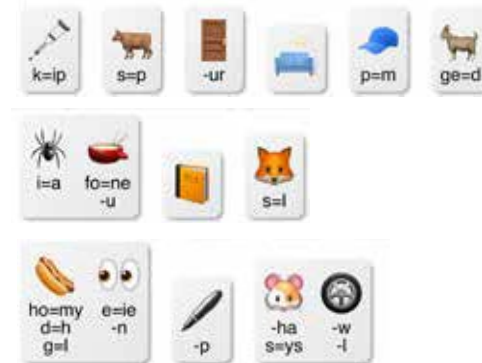 k=ip s=p -ur p=m ge=d
i=a fo=ne
-u s=l
ho=my e=ie
d=h -n -p -ha -w
g=l s=ys -l